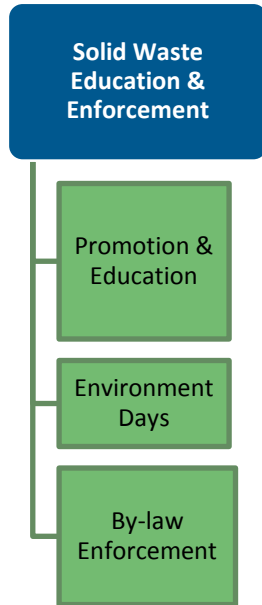 Solid Waste
Education &
Enforcement
Promotion &
Education
Environment
Days
By-law
Enforcement